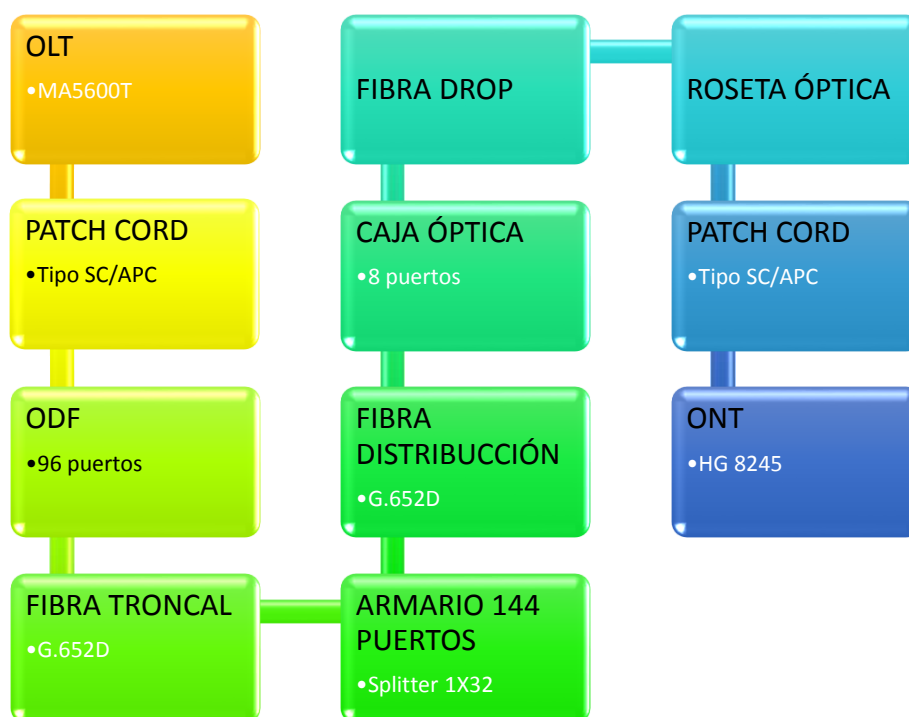 OLT
•MA5600T
PATCH CORD
•Tipo SC/APC
ODF
•96 puertos
FIBRA TRONCAL
•G.652D
ARMARIO 144
PUERTOS
•Splitter 1X32
FIBRA
DISTRIBUCCIÓN
•G.652D
CAJA ÓPTICA
•8 puertos
FIBRA DROP
ROSETA ÓPTICA
PATCH CORD
•Tipo SC/APC
ONT
•HG 8245